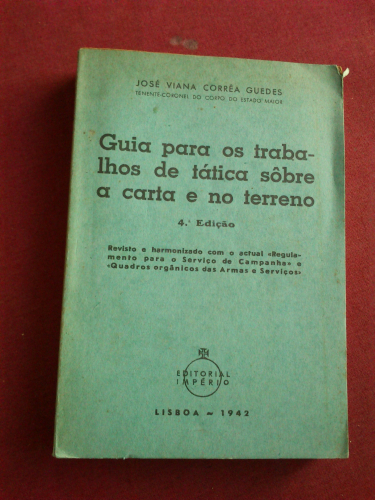 JOSÉ VIANA CORRÊA GUEDES
TENENTE-CORONEL DO CORPO DO ESTADO MAIOR
Guia para os traba-
lhos de tática sôbre
a carta e no terreno
4.ª Edição
Revisto e harmonizado com o actual «Regula-
mento para o Serviço de Campanha» e
«Quadros orgânicos das Armas e Serviços»
EDITORIAL
IMPÉRIO
LISBOA ~ 1942